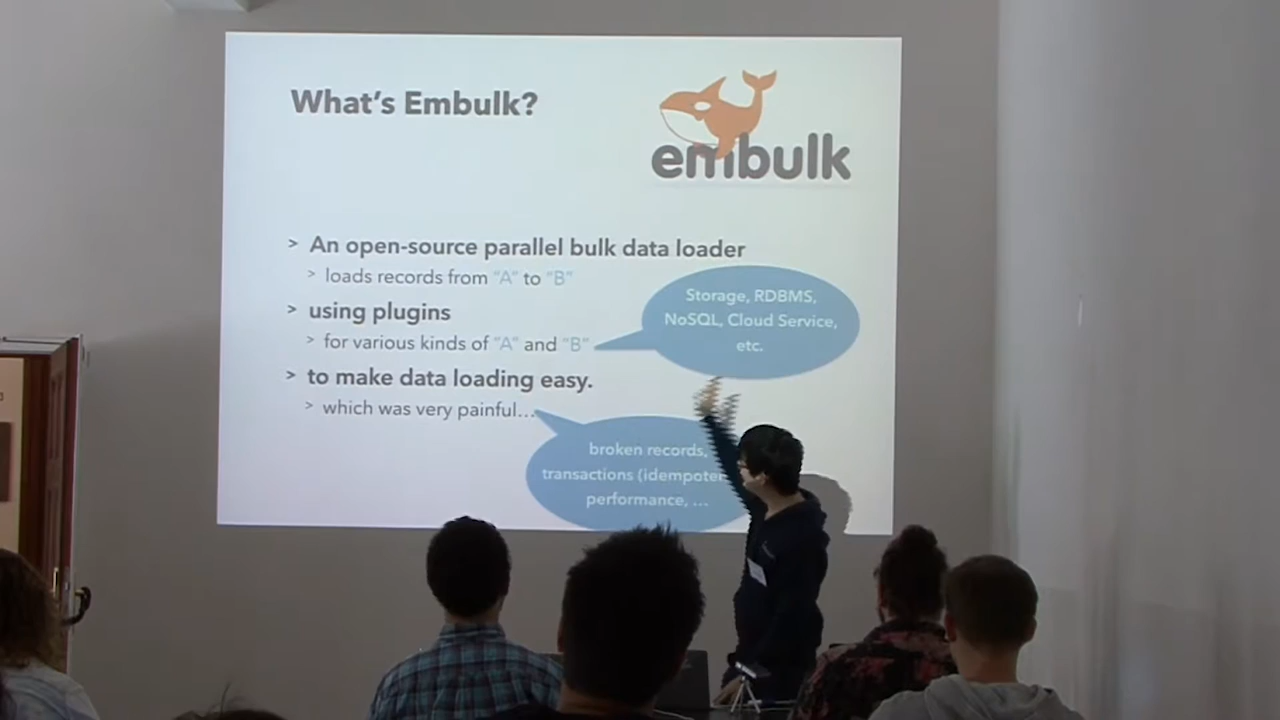 What's Embulk?
embulk
> An open-source parallel bulk data loader
> loads records from "A" to "B"
> using plugins
> for various kinds of "A" and "B"
Storage, RDBMS,
NoSQL, Cloud Service,
etc.
> to make data loading easy.
> which was very painful...
broken records,
transactions (idempoten
performance, ...